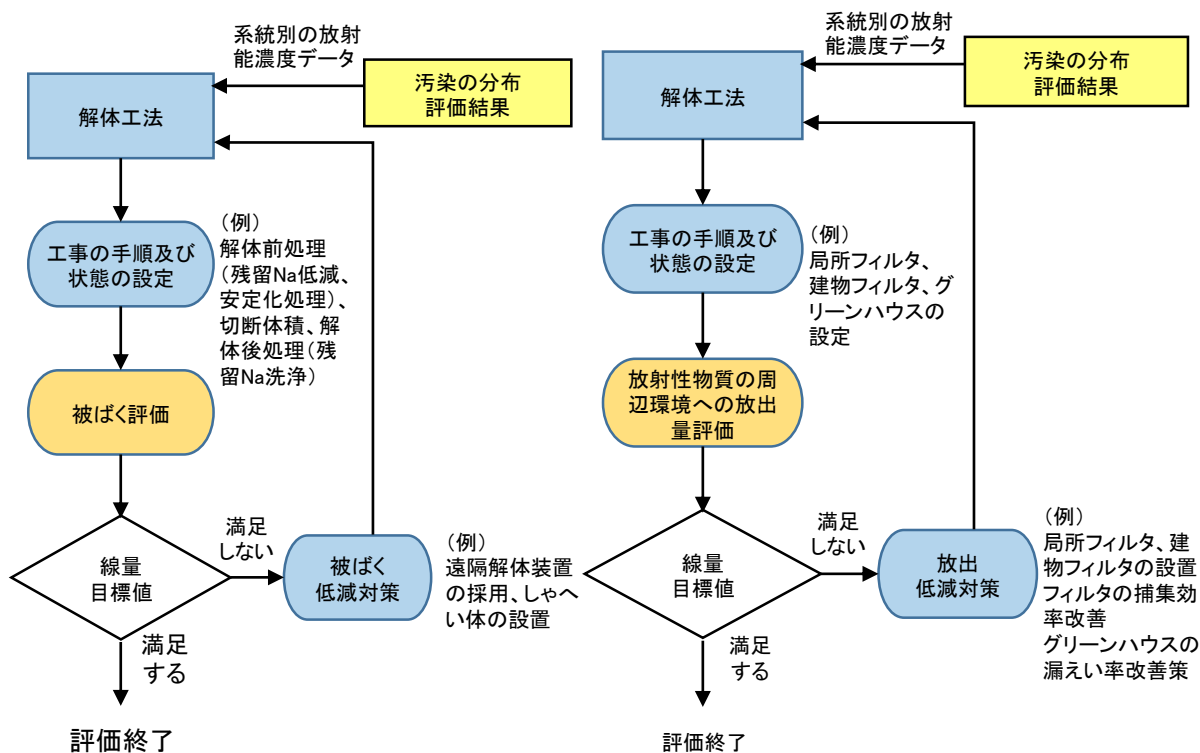 系統別の放射
能濃度データ
汚染の分布
評価結果
解体工法
工事の手順及び
状態の設定
（例）
解体前処理
（残留Na低減、
安定化処理）、
切断体積、解
体後処理（残
留Na洗浄）
被ばく評価
線量
目標値
満足
しない
被ばく
低減対策
（例）
遠隔解体装置
の採用、しゃへ
い体の設置
満足
する
評価終了
系統別の放射
能濃度データ
汚染の分布
評価結果
解体工法
工事の手順及び
状態の設定
（例）
局所フィルタ、
建物フィルタ、グ
リーンハウスの
設定
放射性物質の周
辺環境への放出
量評価
線量
目標値
満足
しない
放出
低減対策
（例）
局所フィルタ、建
物フィルタの設置
フィルタの捕集効
率改善
グリーンハウスの
漏えい率改善策
満足
する
評価終了